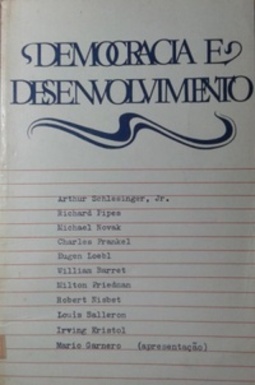 DEMOCRACIA E
DESENVOLVIMENTO
Arthur Schlesinger, Jr.
Richard Pipes
Michael Novak
Charles Frankel
Eugen Loebl
William Barret
Milton Friedman
Robert Nisbet
Louis Balleron
Irving Kristol
Mario Garnero (apresentação)